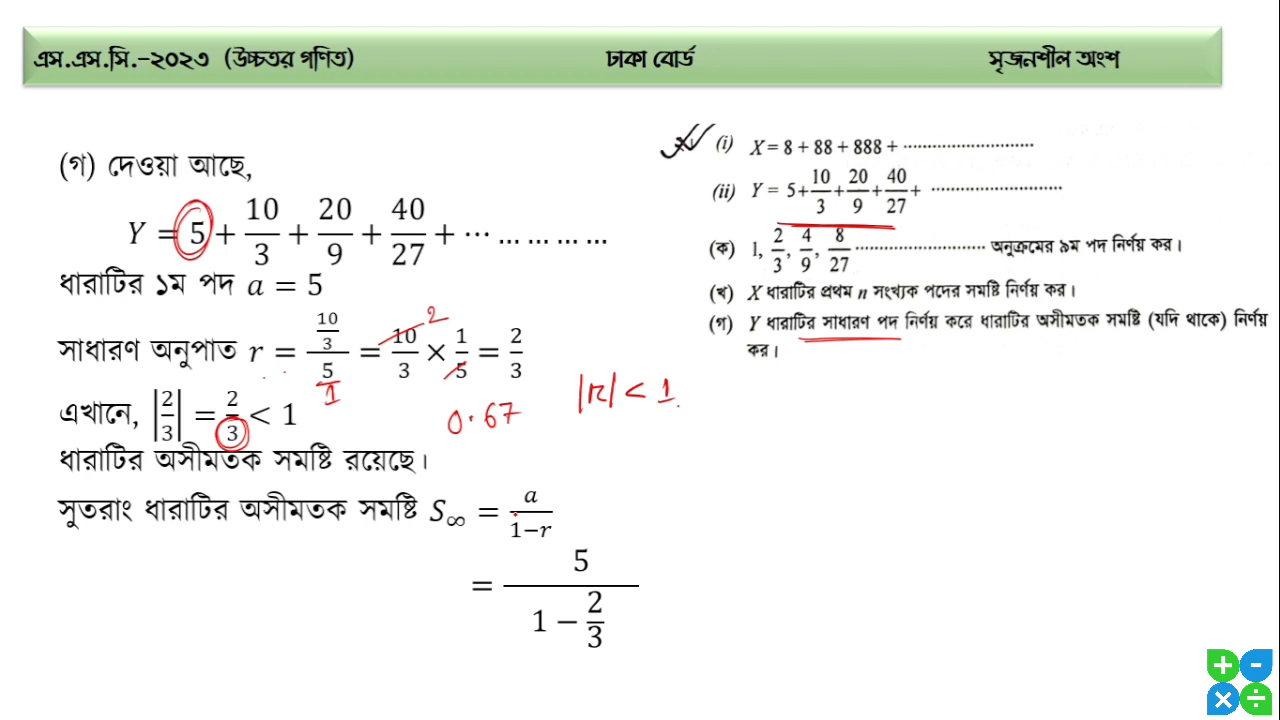 এস.এস.সি.-২০২৩ (উচ্চতর গণিত) ঢাকা বোর্ড সৃজনশীল অংশ
(গ) দেওয়া আছে,
Y = 5 + 10/3 + 20/9 + 40/27 + ⋯ … … … …
ধারাটির ১ম পদ a = 5
সাধারণ অনুপাত r = (10/3)/5 = 10/3 × 1/5 = 2/3
2
1
এখানে, |2/3| = 2/3 < 1
0.67
|r| < 1
ধারাটির অসীমতক সমষ্টি রয়েছে।
সুতরাং ধারাটির অসীমতক সমষ্টি S∞ = a/(1−r)
= 5/(1 − 2/3)
(i) X = 8 + 88 + 888 + ...........................
(ii) Y = 5+ 10/3 + 20/9 + 40/27 + ...........................
(ক) 1, 2/3, 4/9, 8/27 ........................... অনুক্রমের ৯ম পদ নির্ণয় কর।
(খ) X ধারাটির প্রথম n সংখ্যক পদের সমষ্টি নির্ণয় কর।
(গ) Y ধারাটির সাধারণ পদ নির্ণয় করে ধারাটির অসীমতক সমষ্টি (যদি থাকে) নির্ণয়
কর।
+ −
× ÷